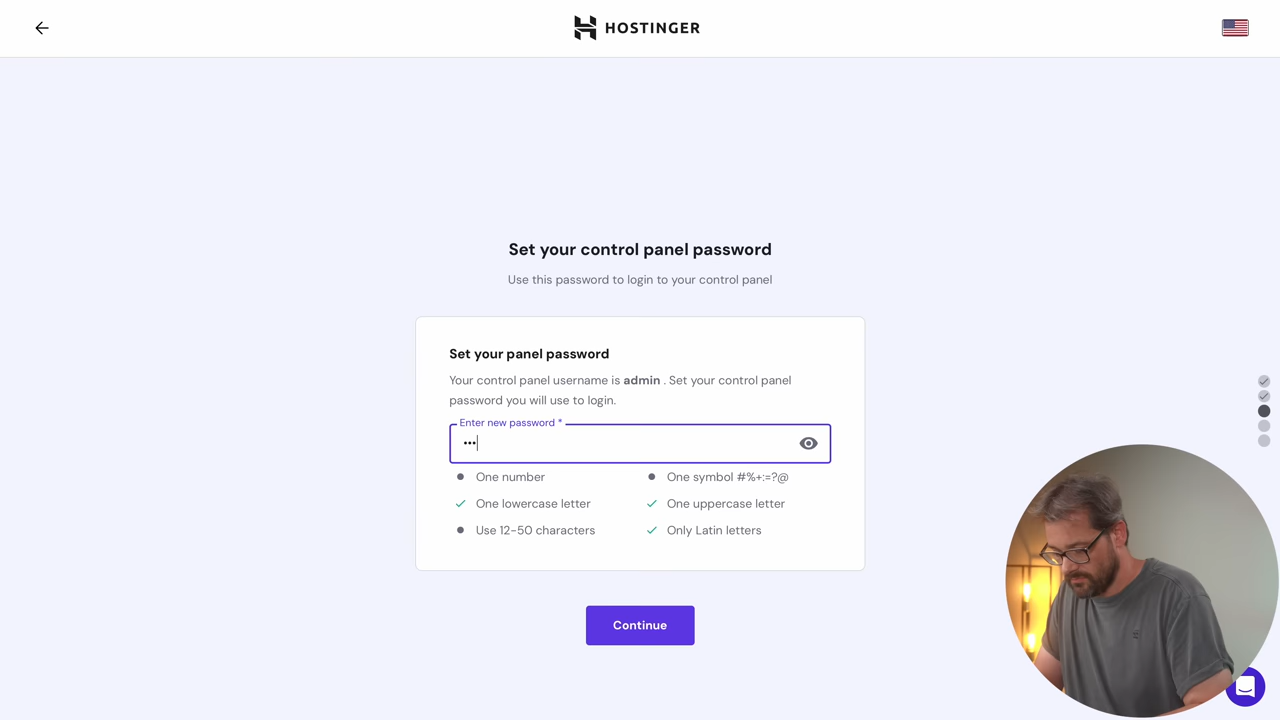 HOSTINGER
Set your control panel password
Use this password to login to your control panel
Set your panel password
Your control panel username is admin . Set your control panel
password you will use to login.
Enter new password *
•••
One number
One symbol #%+:=?@
One lowercase letter
One uppercase letter
Use 12-50 characters
Only Latin letters
Continue